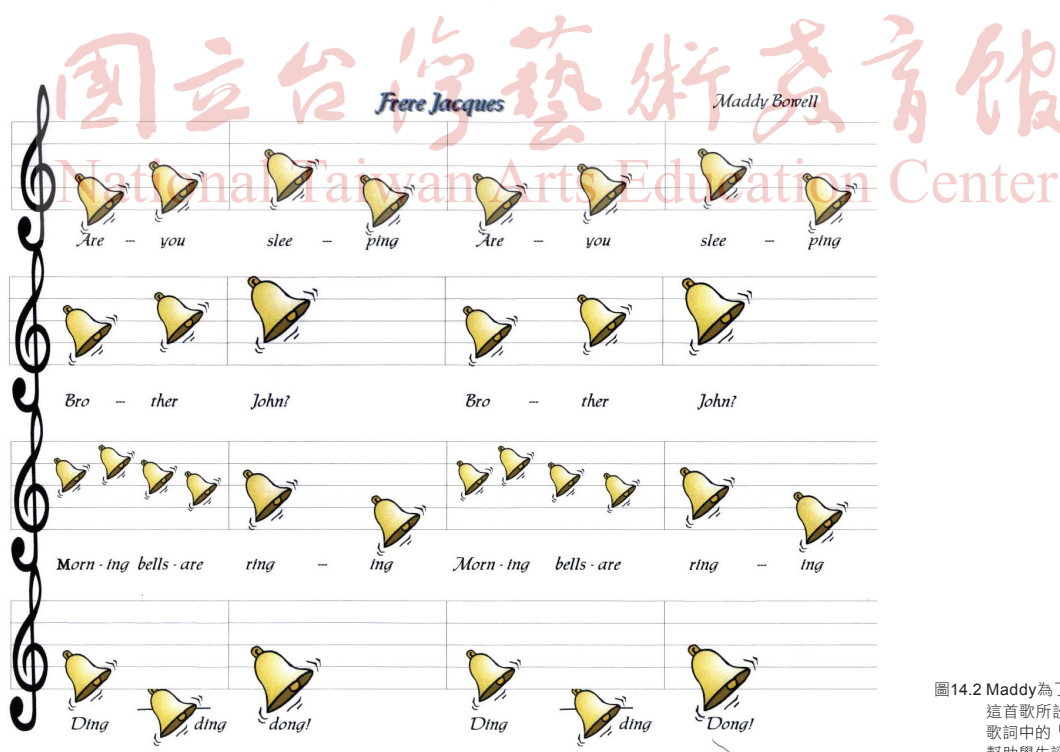 國立台灣藝術教育館
National Taiwan Arts Education Center
Frere Jacques
Maddy Bowell
Are --- you slee --- ping Are --- you slee --- ping
Bro --- ther John? Bro --- ther John?
Morn - ing bells - are ring --- ing Morn - ing bells - are ring --- ing
Ding ding dong! Ding ding Dong!
圖14.2 Maddy為了
這首歌所設
歌詞中的